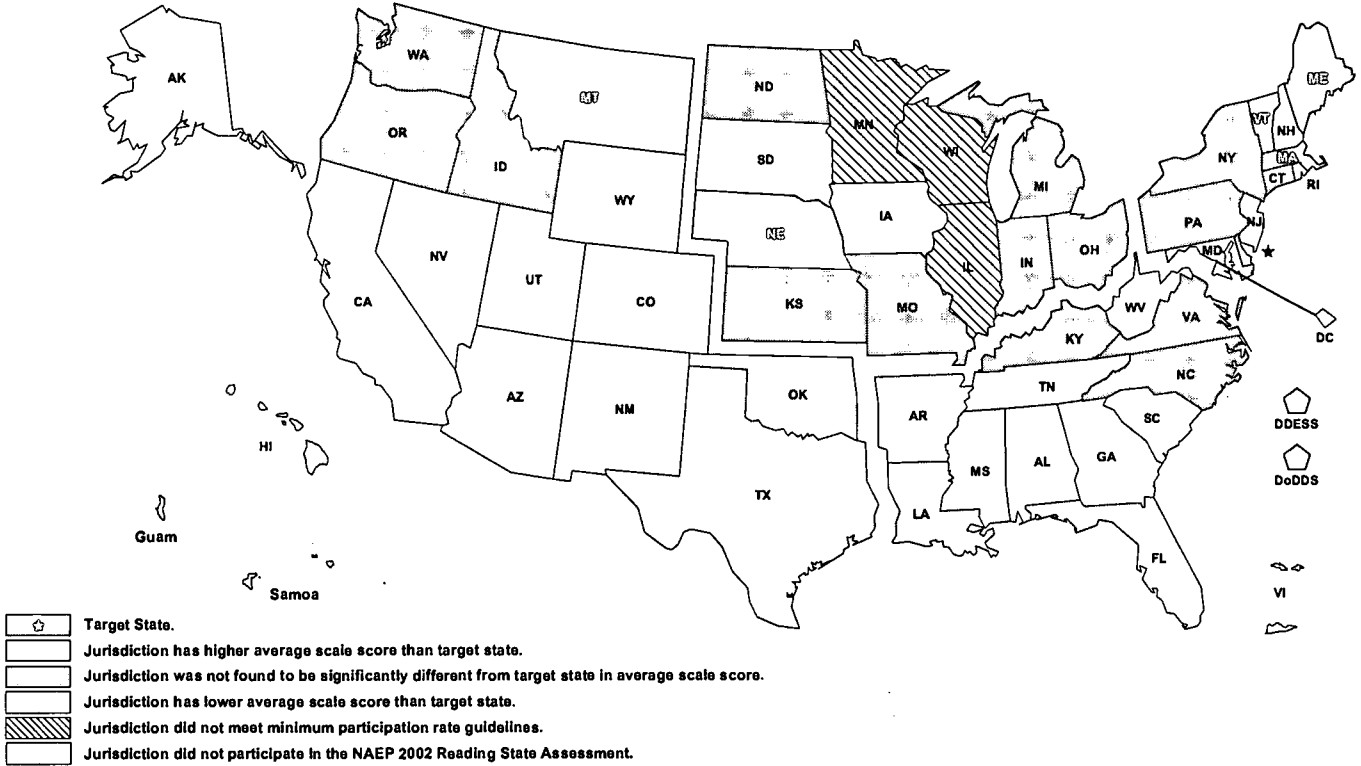 AK
WA
MT
ND
MN
ME
VT
NH
OR
ID
SD
WI
MI
NY
MA
CT
RI
WY
IA
PA
NJ
NE
NV
UT
CO
CA
KS
MO
IL
IN
OH
MD
WV
VA
DC
KY
NC
TN
AZ
NM
OK
AR
SC
DDESS
HI
MS
AL
GA
DoDDS
TX
LA
Guam
FL
VI
Samoa
Target State.
Jurisdiction has higher average scale score than target state.
Jurisdiction was not found to be significantly different from target state in average scale score.
Jurisdiction has lower average scale score than target state.
Jurisdiction did not meet minimum participation rate guidelines.
Jurisdiction did not participate In the NAEP 2002 Reading State Assessment.